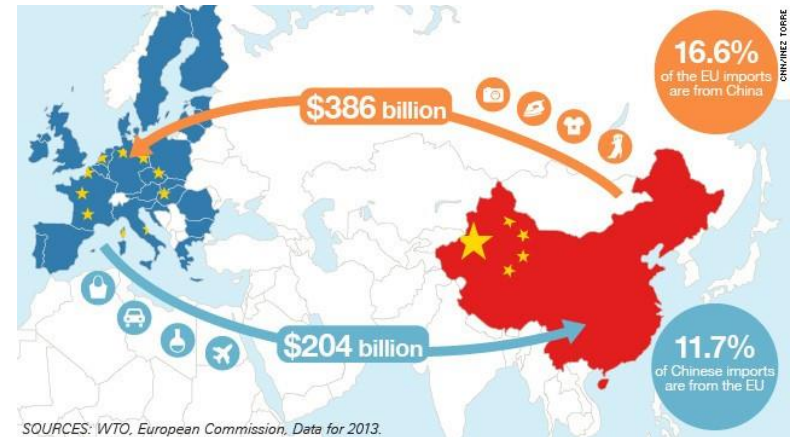 CNN/INEZ TORRE
16.6%
of the EU imports
are from China
$386 billion
$204 billion
11.7%
of Chinese imports
are from the EU
SOURCES: WTO, European Commission, Data for 2013.